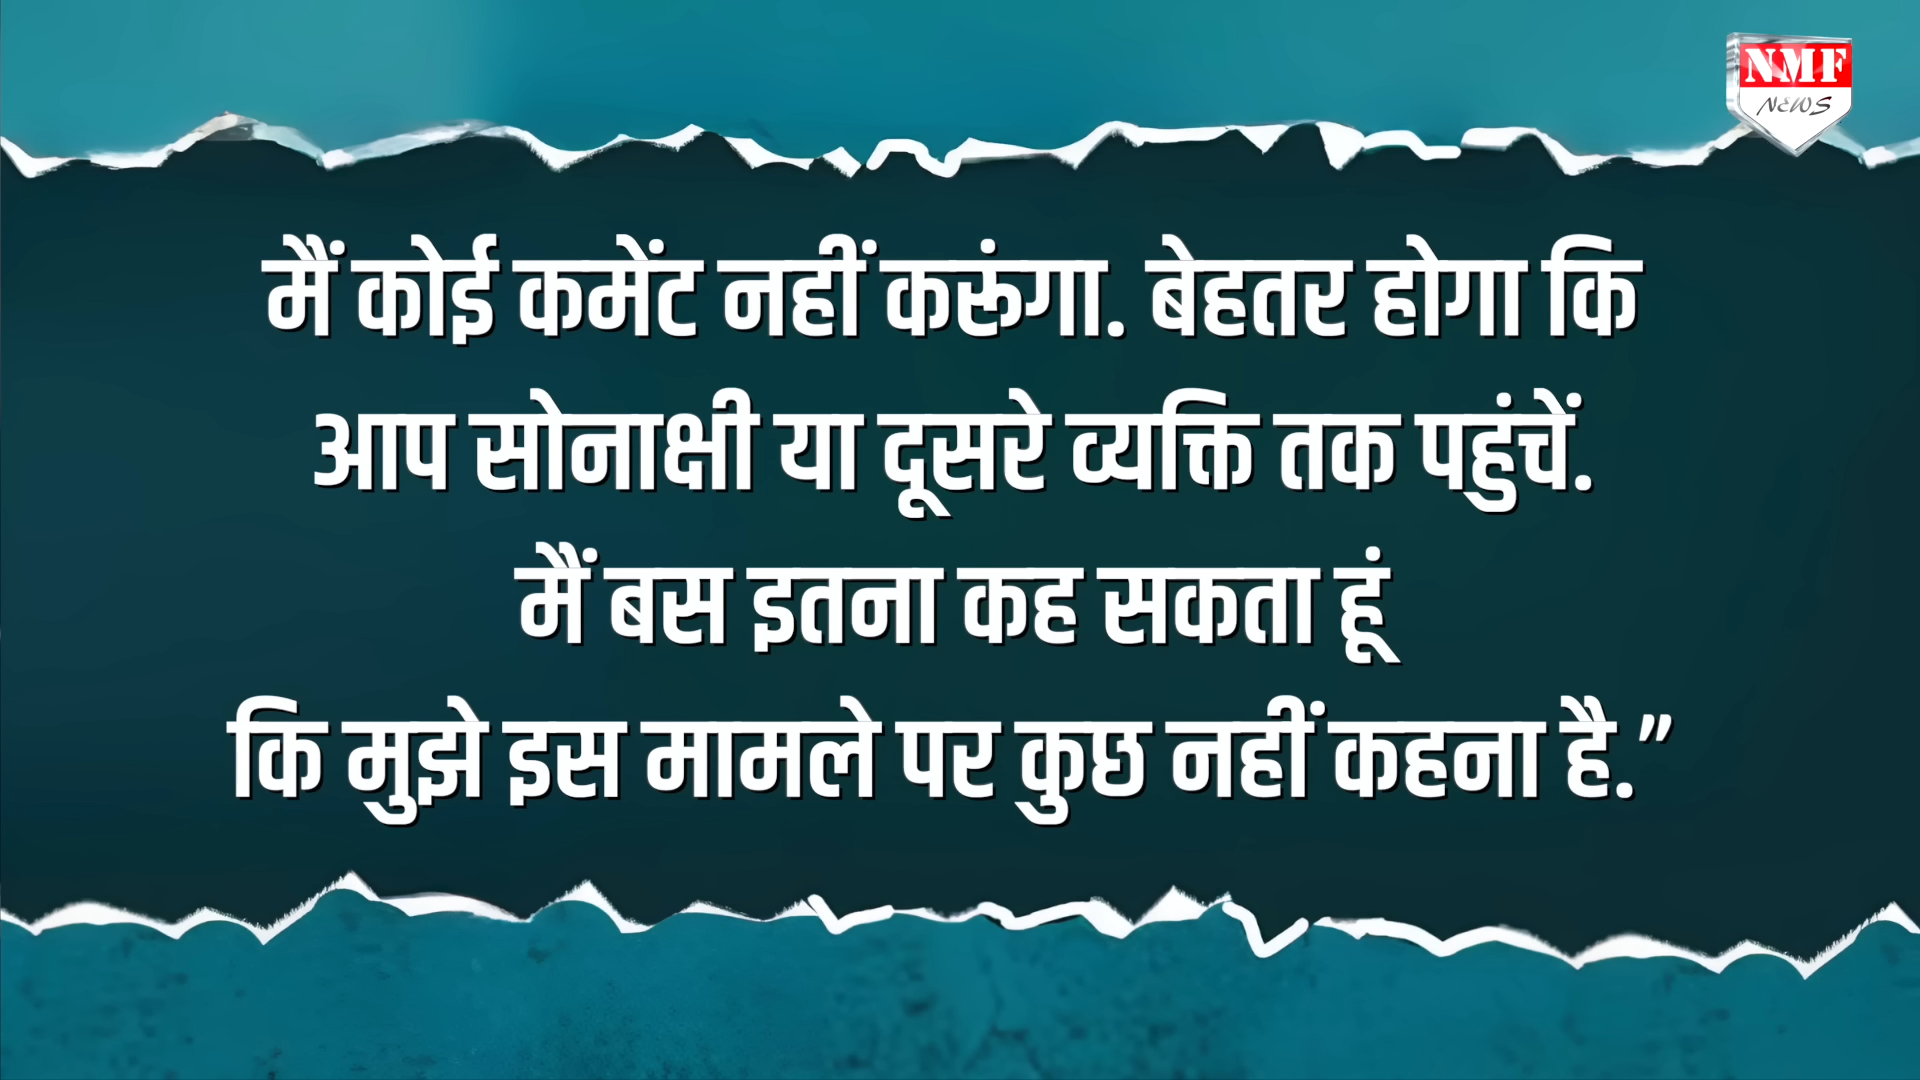 NMF
NEWS
मैं कोई कमेंट नहीं करूंगा. बेहतर होगा कि
आप सोनाक्षी या दूसरे व्यक्ति तक पहुंचें.
मैं बस इतना कह सकता हूं
कि मुझे इस मामले पर कुछ नहीं कहना है.”